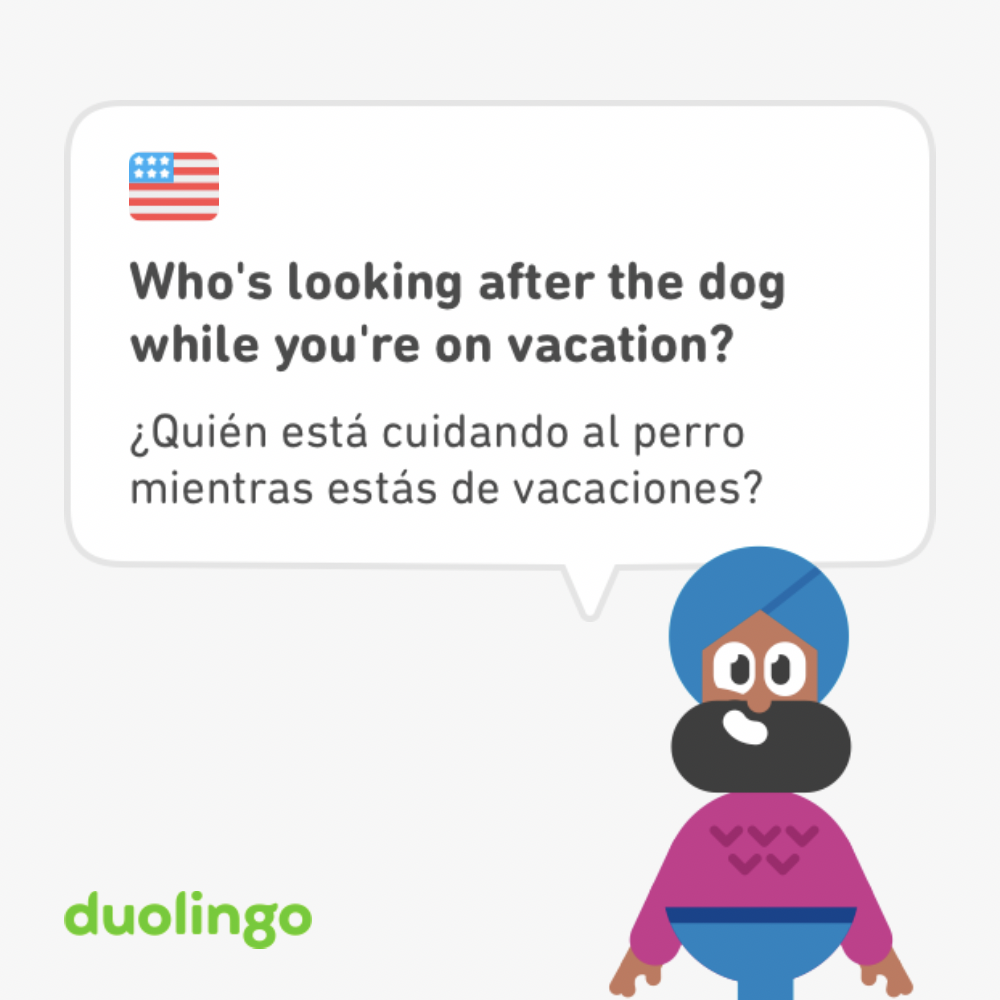 Who's looking after the dog
while you're on vacation?
¿Quién está cuidando al perro
mientras estás de vacaciones?
duolingo